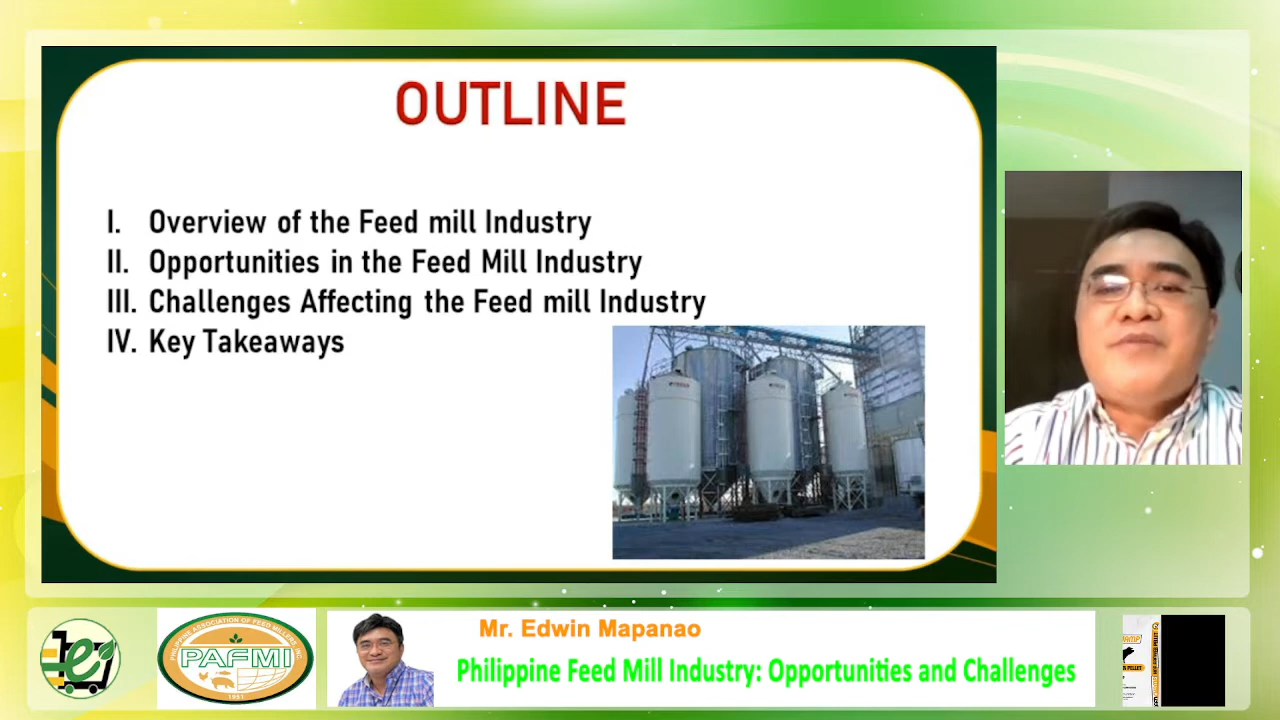 OUTLINE
I. Overview of the Feed mill Industry
II. Opportunities in the Feed Mill Industry
III. Challenges Affecting the Feed mill Industry
IV. Key Takeaways
PHILIPPINE ASSOCIATION OF FEED MILLERS, INC.
PAFMI
1951
Mr. Edwin Mapanao
Philippine Feed Mill Industry: Opportunities and Challenges
PELLET